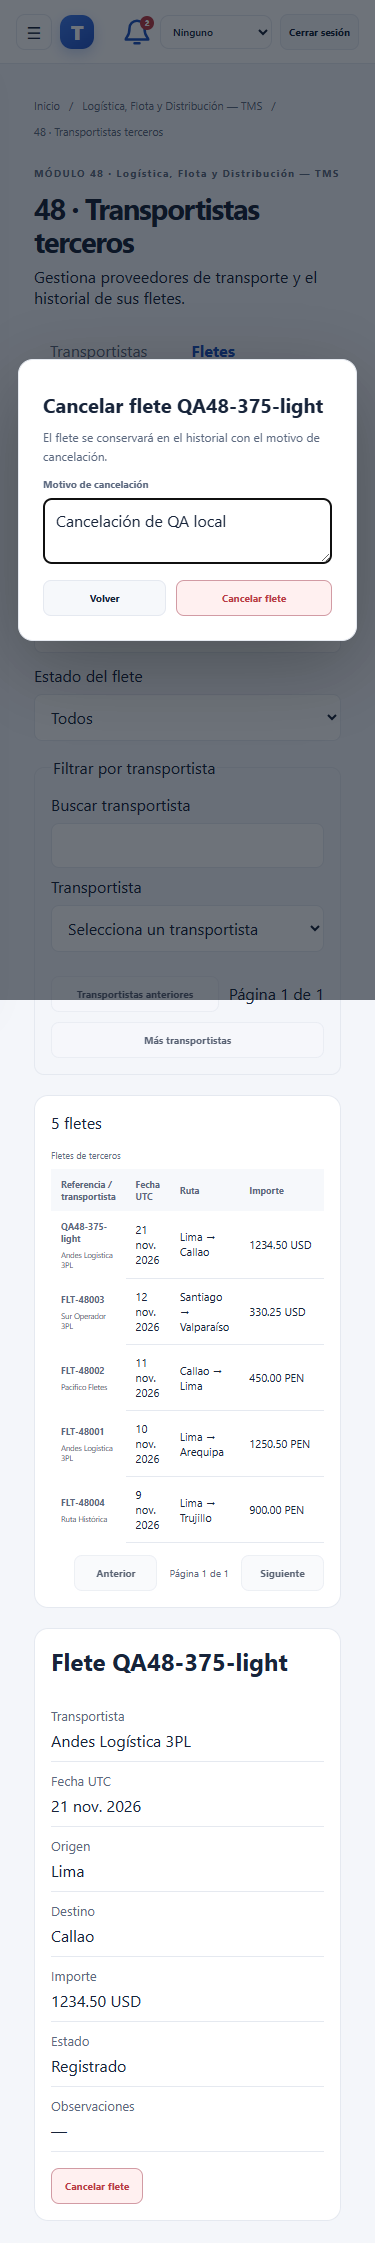 ☰
T
2
Ninguno
Cerrar sesión
Inicio / Logística, Flota y Distribución — TMS /
48 · Transportistas terceros
MÓDULO 48 · Logística, Flota y Distribución — TMS
48 · Transportistas
terceros
Gestiona proveedores de transporte y el
historial de sus fletes.
Transportistas
Fletes
Cancelar flete QA48-375-light
El flete se conservará en el historial con el motivo de
cancelación.
Motivo de cancelación
Cancelación de QA local
Volver
Cancelar flete
Estado del flete
Todos
Filtrar por transportista
Buscar transportista
Transportista
Selecciona un transportista
Transportistas anteriores
Página 1 de 1
Más transportistas
5 fletes
Fletes de terceros
Referencia /
transportista
Fecha
UTC
Ruta
Importe
QA48-375-
light
Andes Logística
3PL
21
nov.
2026
Lima →
Callao
1234.50 USD
FLT-48003
Sur Operador
3PL
12
nov.
2026
Santiago
→
Valparaíso
330.25 USD
FLT-48002
Pacífico Fletes
11
nov.
2026
Callao →
Lima
450.00 PEN
FLT-48001
Andes Logística
3PL
10
nov.
2026
Lima →
Arequipa
1250.50 PEN
FLT-48004
Ruta Histórica
9
nov.
2026
Lima →
Trujillo
900.00 PEN
Anterior
Página 1 de 1
Siguiente
Flete QA48-375-light
Transportista
Andes Logística 3PL
Fecha UTC
21 nov. 2026
Origen
Lima
Destino
Callao
Importe
1234.50 USD
Estado
Registrado
Observaciones
—
Cancelar flete